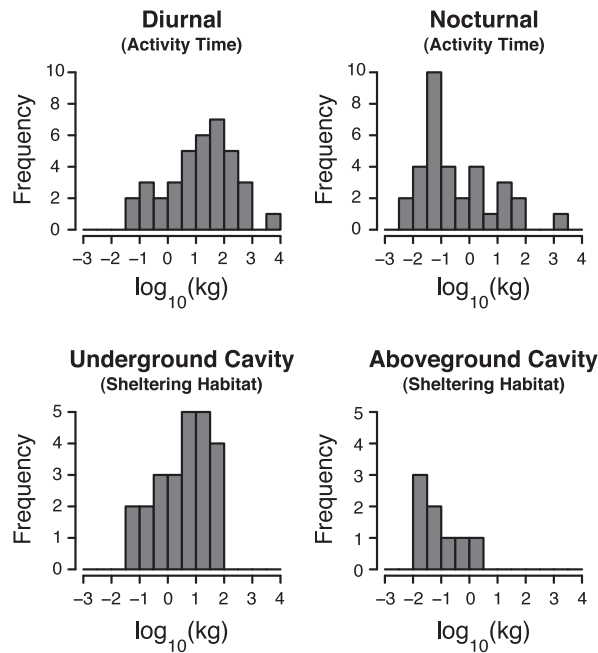 Diurnal
(Activity Time)
Frequency
10
8
6
4
2
0
−3 −2 −1 0 1 2 3 4
log10(kg)
Nocturnal
(Activity Time)
Frequency
10
8
6
4
2
0
−3 −2 −1 0 1 2 3 4
log10(kg)
Underground Cavity
(Sheltering Habitat)
Frequency
5
4
3
2
1
0
−3 −2 −1 0 1 2 3 4
log10(kg)
Aboveground Cavity
(Sheltering Habitat)
Frequency
5
4
3
2
1
0
−3 −2 −1 0 1 2 3 4
log10(kg)